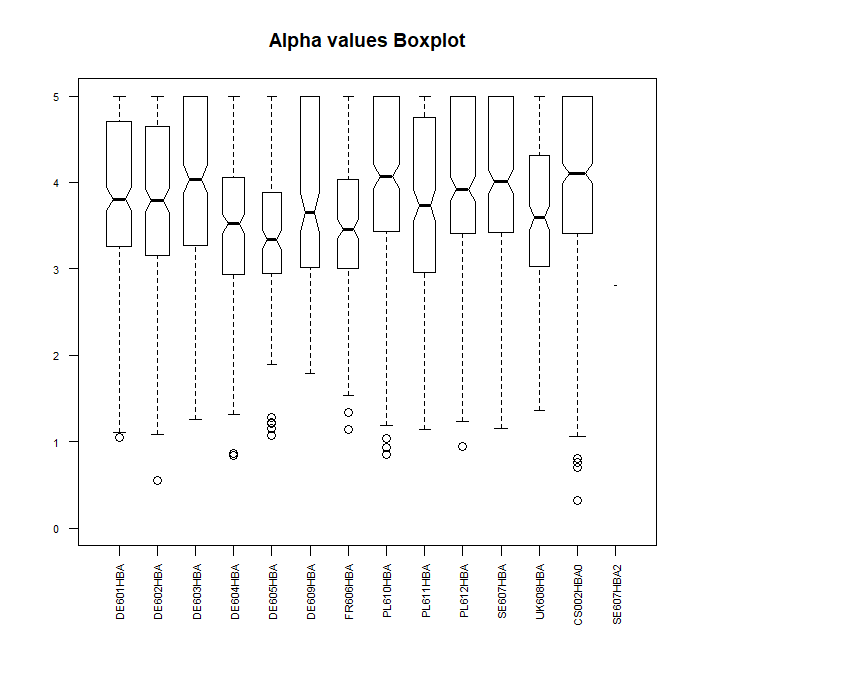 Alpha values Boxplot
5
4
3
2
1
0
DE601HBA
DE602HBA
DE603HBA
DE604HBA
DE605HBA
DE609HBA
FR606HBA
PL610HBA
PL611HBA
PL612HBA
SE607HBA
UK608HBA
CS002HBA0
SE607HBA2